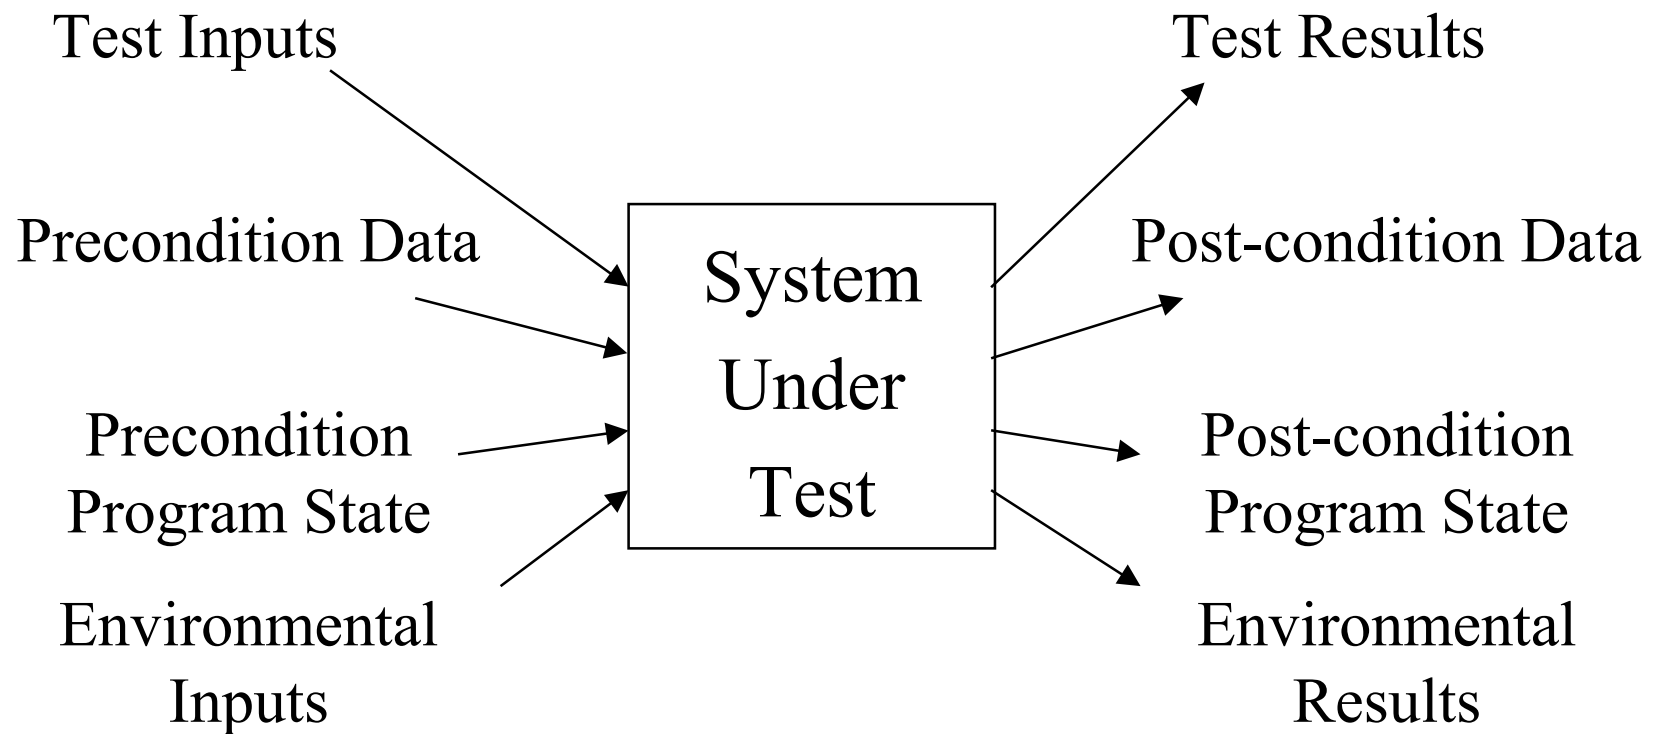 Test Inputs
Test Results
Precondition Data
Post-condition Data
System
Under
Test
Precondition
Program State
Post-condition
Program State
Environmental
Inputs
Environmental
Results